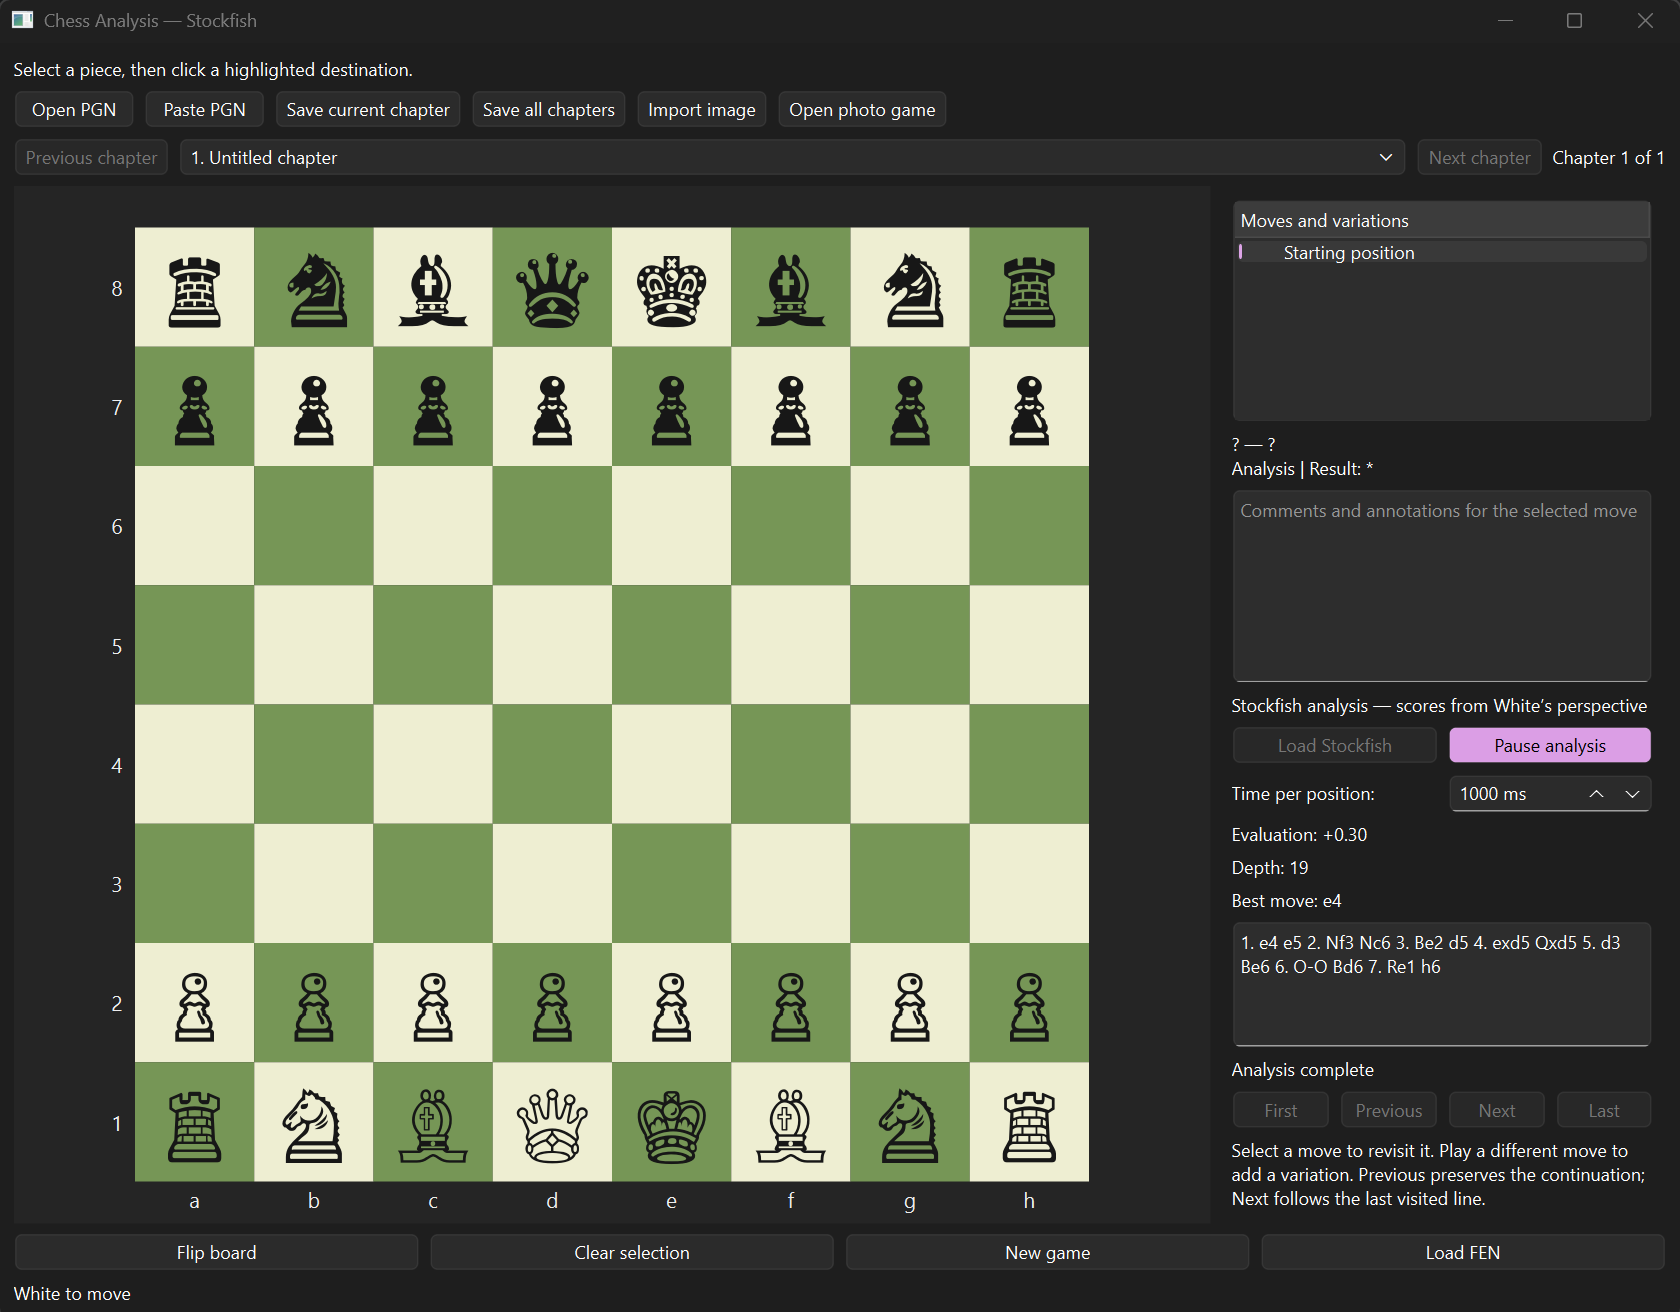 Chess Analysis — Stockfish
Select a piece, then click a highlighted destination.
Open PGN Paste PGN Save current chapter Save all chapters Import image Open photo game
Previous chapter 1. Untitled chapter Next chapter Chapter 1 of 1
8
7
6
5
4
3
2
1
a b c d e f g h
Moves and variations
Starting position
? — ?
Analysis | Result: *
Comments and annotations for the selected move
Stockfish analysis — scores from White’s perspective
Load Stockfish Pause analysis
Time per position: 1000 ms
Evaluation: +0.30
Depth: 19
Best move: e4
1. e4 e5 2. Nf3 Nc6 3. Be2 d5 4. exd5 Qxd5 5. d3
Be6 6. O-O Bd6 7. Re1 h6
Analysis complete
First Previous Next Last
Select a move to revisit it. Play a different move to
add a variation. Previous preserves the continuation;
Next follows the last visited line.
Flip board Clear selection New game Load FEN
White to move